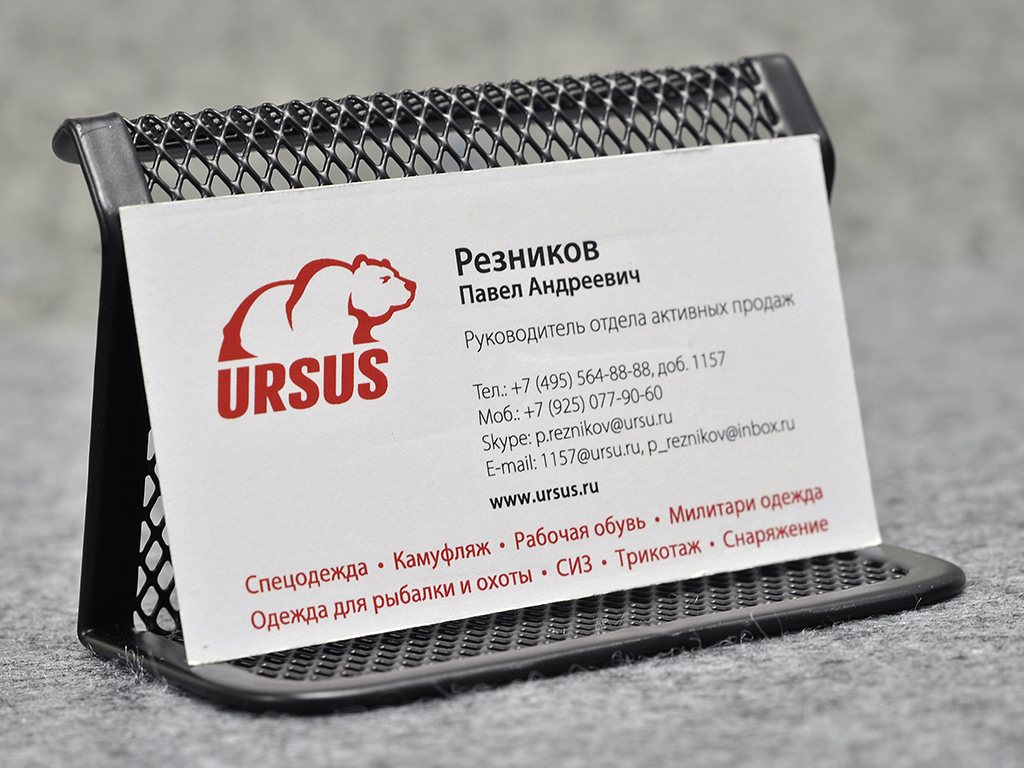 URSUS
Резников
Павел Андреевич
Руководитель отдела активных продаж
Тел.: +7 (495) 564-88-88, доб. 1157
Моб.: +7 (925) 077-90-60
Skype: p.reznikov@ursu.ru
E-mail: 1157@ursu.ru, p_reznikov@inbox.ru
www.ursus.ru
Спецодежда • Камуфляж • Рабочая обувь • Милитари одежда
Одежда для рыбалки и охоты • СИЗ • Трикотаж • Снаряжение